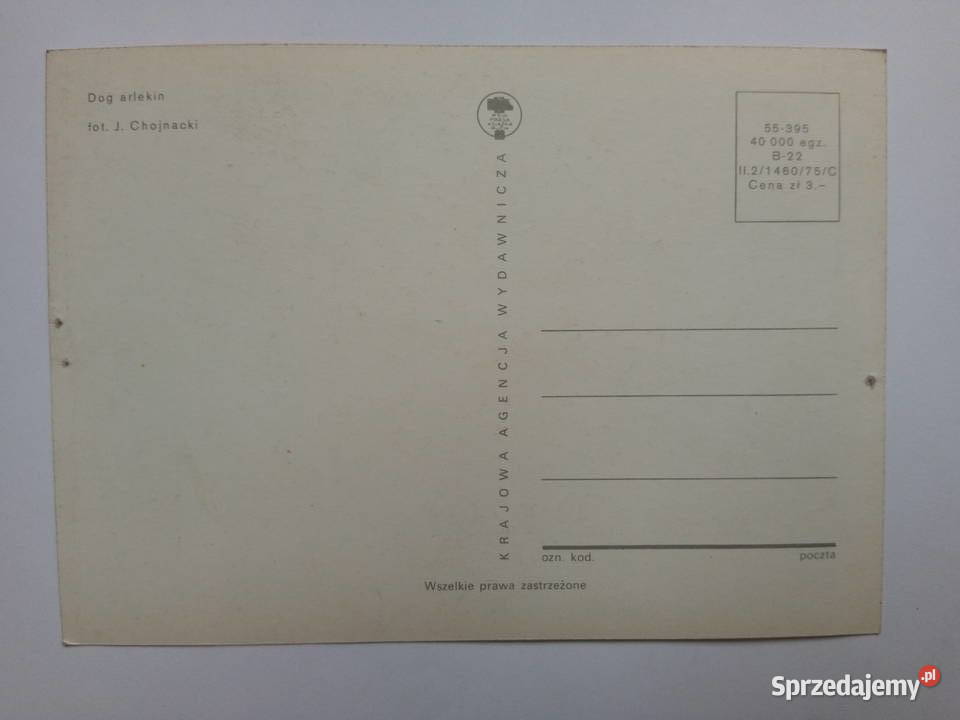 Dog arlekin
fot. J. Chojnacki
KRAJOWA AGENCJA WYDAWNICZA
55-395
40 000 egz.
B-22
II.2/1460/75/C
Cena zł 3.–
ozn. kod.
poczta
Wszelkie prawa zastrzeżone
Sprzedajemy.pl